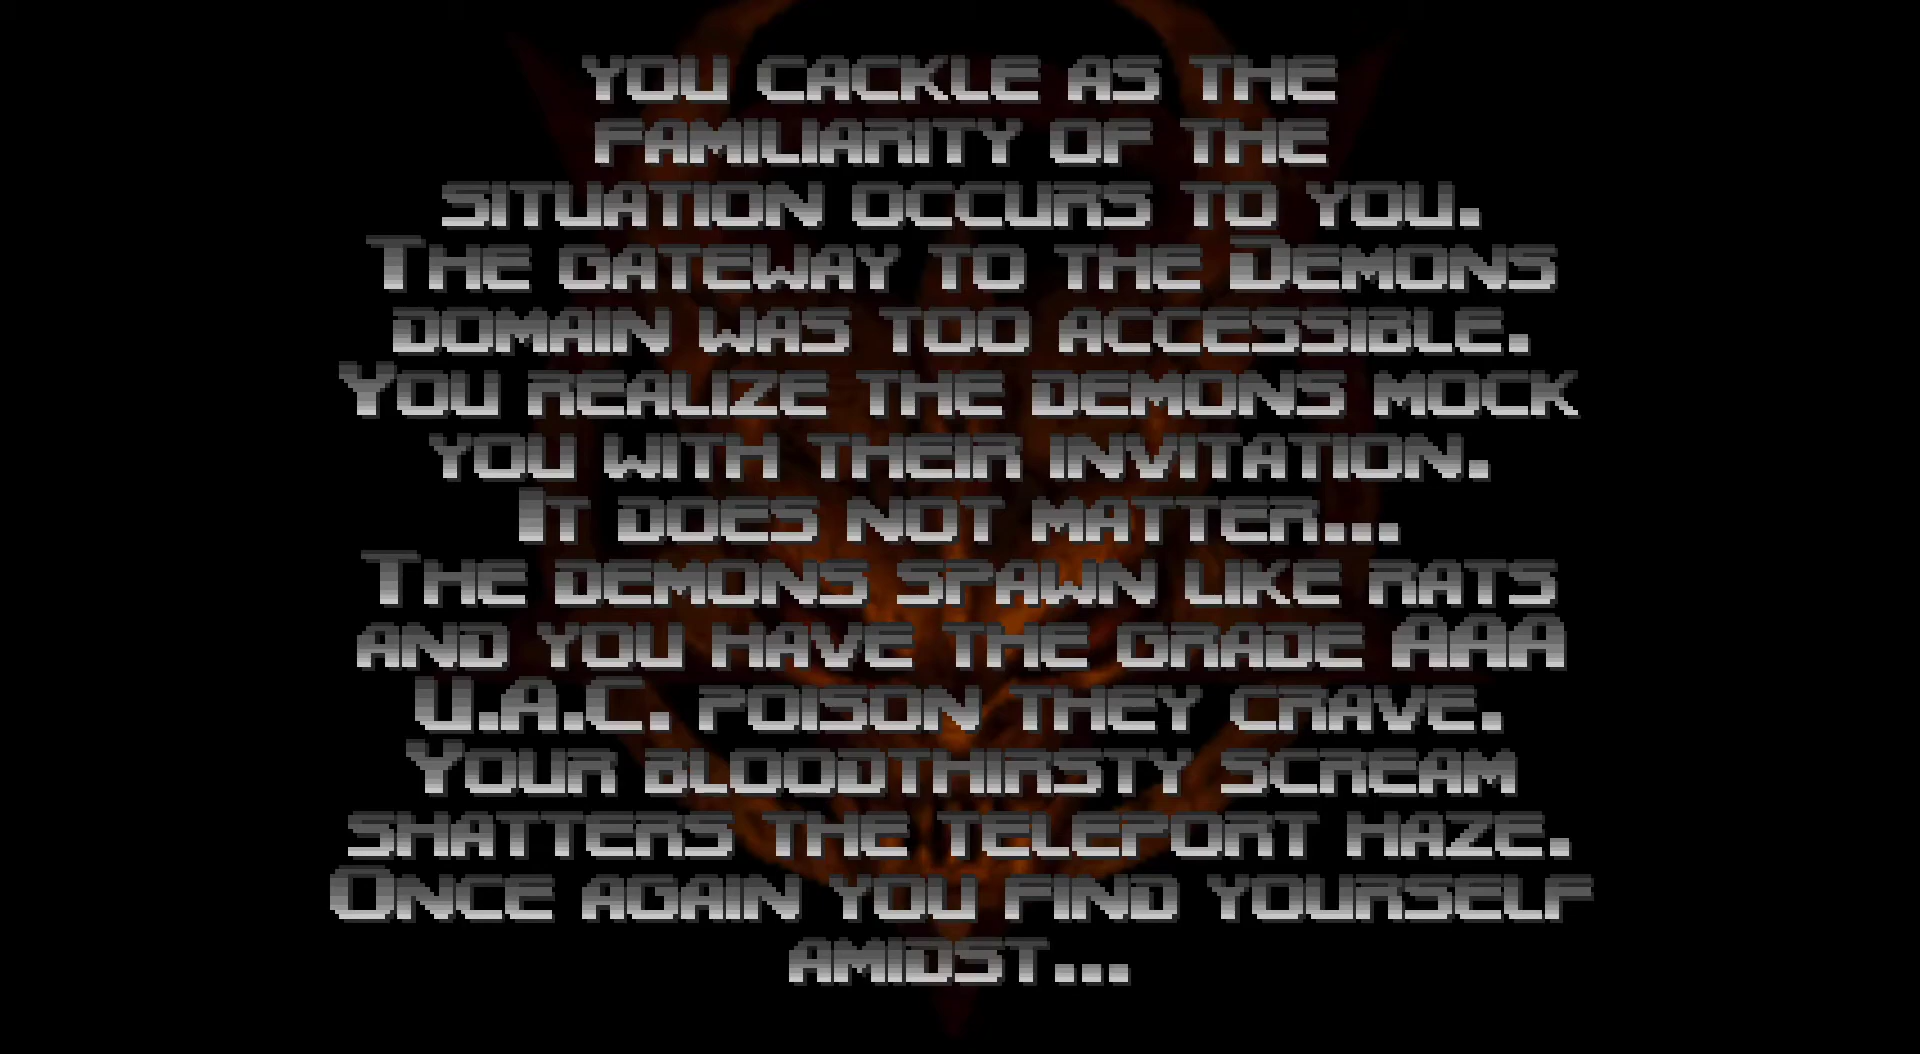 you cackle as the
familiarity of the
situation occurs to you.
The gateway to the Demons
domain was too accessible.
You realize the demons mock
you with their invitation.
It does not matter...
The demons spawn like rats
and you have the grade AAA
U.A.C. poison they crave.
Your bloodthirsty scream
shatters the teleport haze.
Once again you find yourself
amidst...